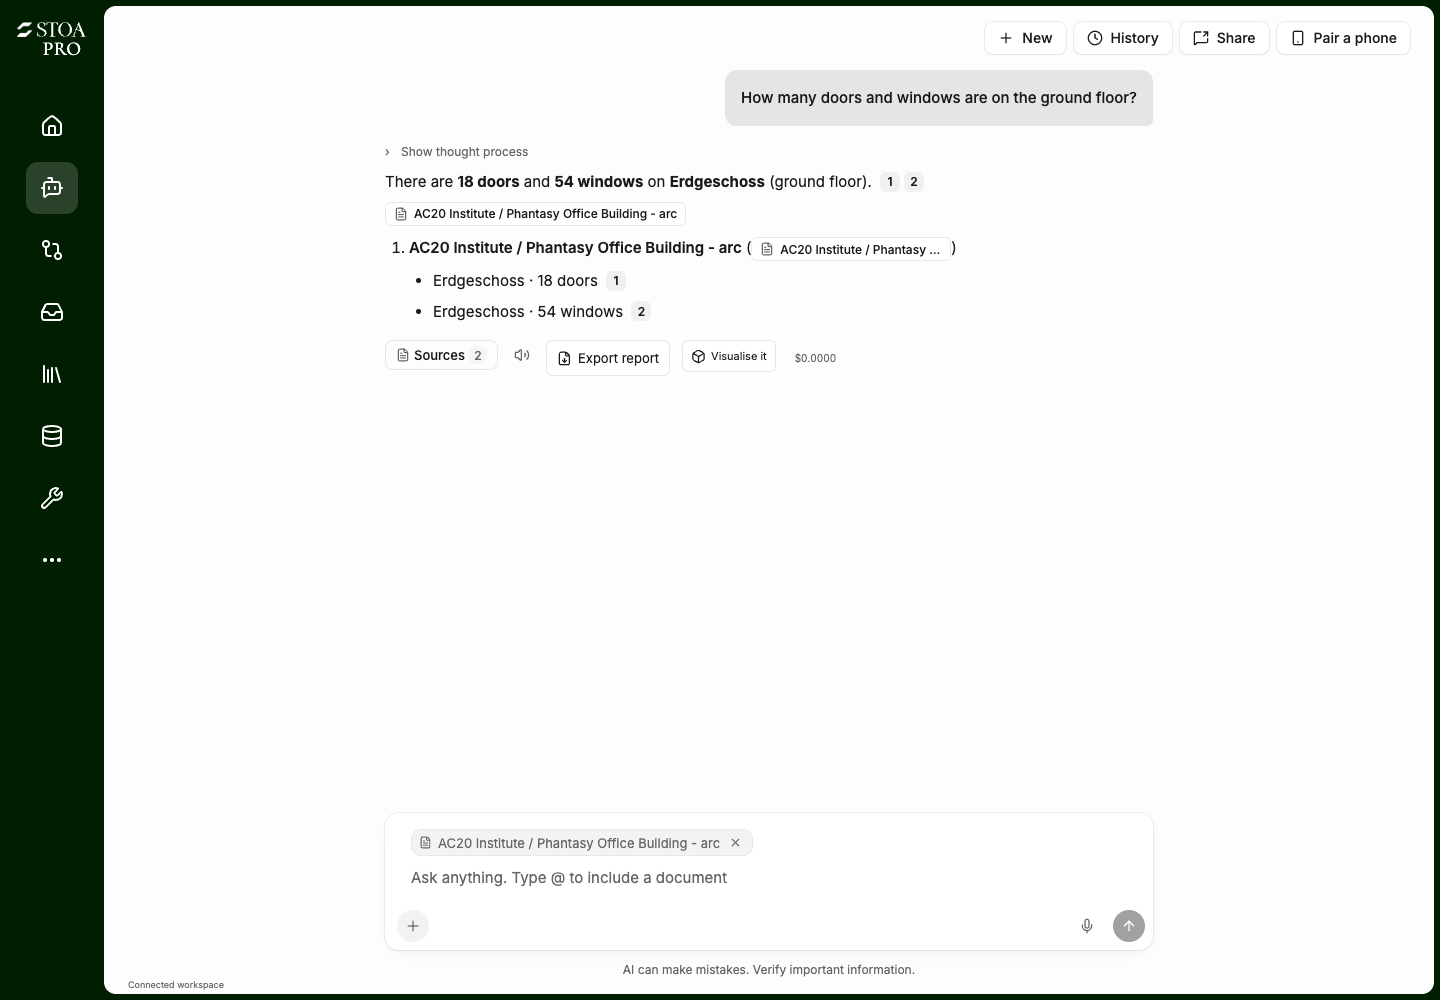 STOA
PRO
New
History
Share
Pair a phone
How many doors and windows are on the ground floor?
Show thought process
There are 18 doors and 54 windows on Erdgeschoss (ground floor). 1 2
AC20 Institute / Phantasy Office Building - arc
1. AC20 Institute / Phantasy Office Building - arc (AC20 Institute / Phantasy ...)
• Erdgeschoss · 18 doors 1
• Erdgeschoss · 54 windows 2
Sources 2
Export report
Visualise it
$0.0000
AC20 Institute / Phantasy Office Building - arc
Ask anything. Type @ to include a document
AI can make mistakes. Verify important information.
Connected workspace